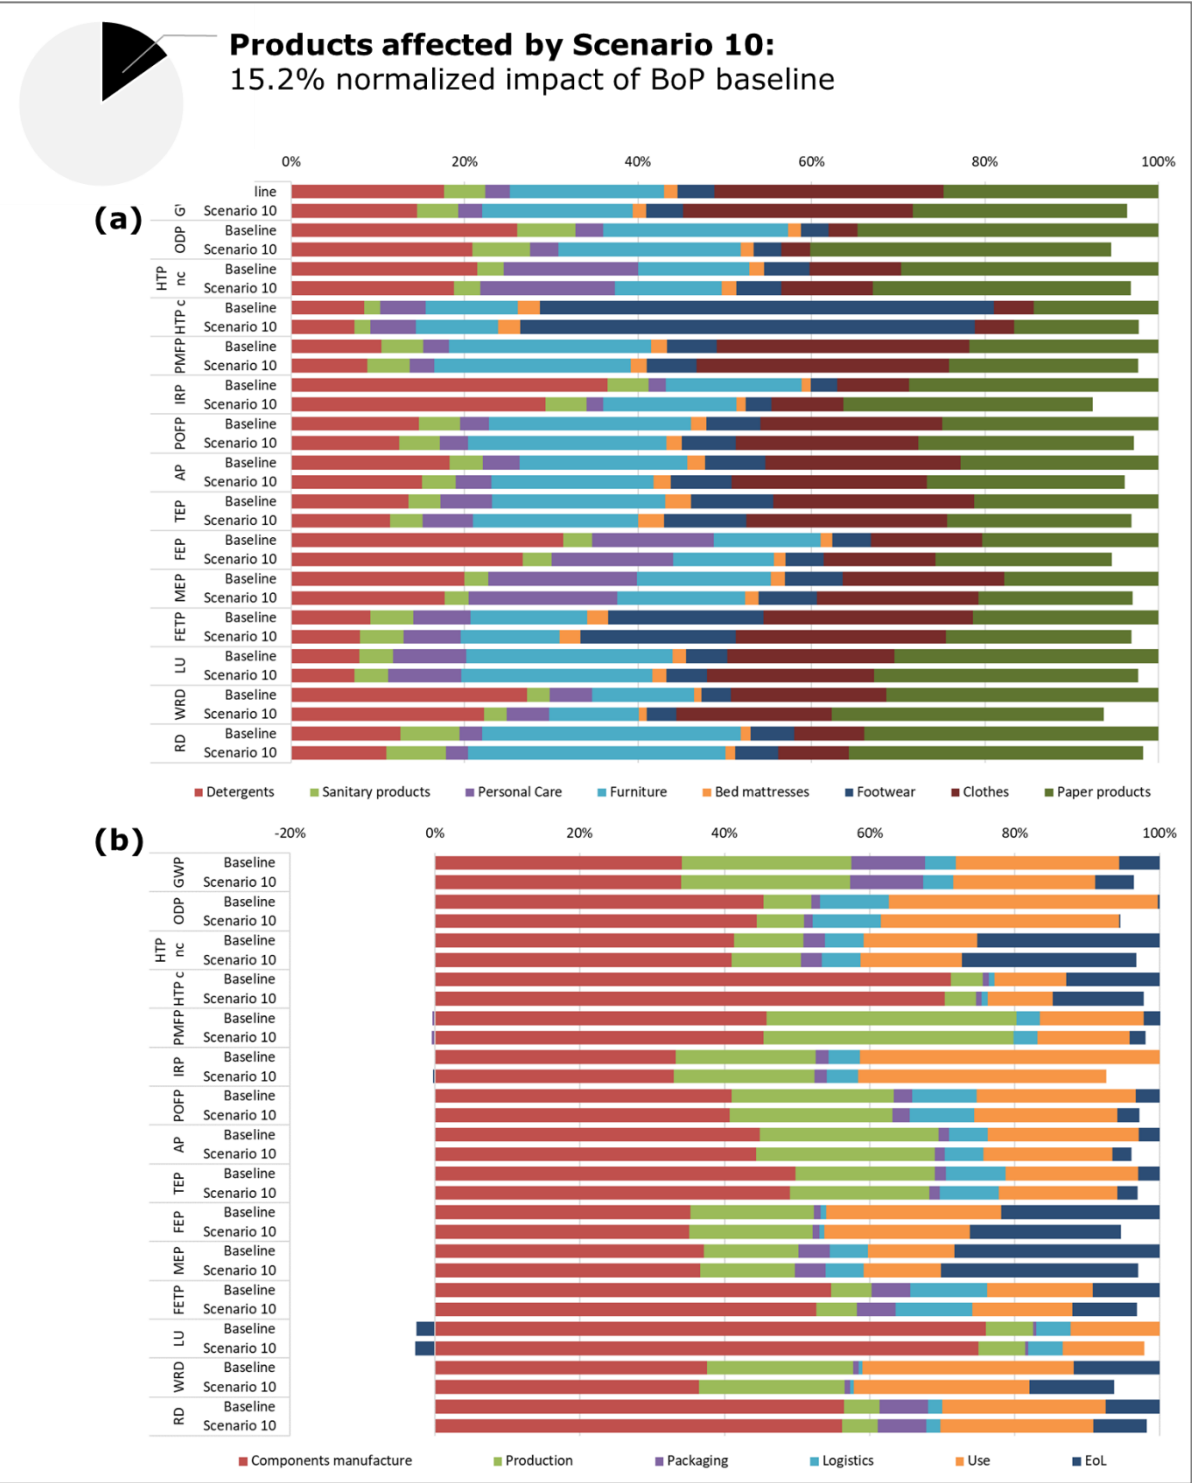 Products affected by Scenario 10:
15.2% normalized impact of BoP baseline
(a)
0% 20% 40% 60% 80% 100%
line
G Scenario 10
ODP Baseline
Scenario 10
HTP nc Baseline
Scenario 10
HTP c Baseline
Scenario 10
PMFP Baseline
Scenario 10
IRP Baseline
Scenario 10
POFP Baseline
Scenario 10
AP Baseline
Scenario 10
TEP Baseline
Scenario 10
FEP Baseline
Scenario 10
MEP Baseline
Scenario 10
FETP Baseline
Scenario 10
LU Baseline
Scenario 10
WRD Baseline
Scenario 10
RD Baseline
Scenario 10
Detergents Sanitary products Personal Care Furniture Bed mattresses Footwear Clothes Paper products
(b)
-20% 0% 20% 40% 60% 80% 100%
GWP Baseline
Scenario 10
ODP Baseline
Scenario 10
HTP nc Baseline
Scenario 10
HTP c Baseline
Scenario 10
PMFP Baseline
Scenario 10
IRP Baseline
Scenario 10
POFP Baseline
Scenario 10
AP Baseline
Scenario 10
TEP Baseline
Scenario 10
FEP Baseline
Scenario 10
MEP Baseline
Scenario 10
FETP Baseline
Scenario 10
LU Baseline
Scenario 10
WRD Baseline
Scenario 10
RD Baseline
Scenario 10
Components manufacture Production Packaging Logistics Use EoL